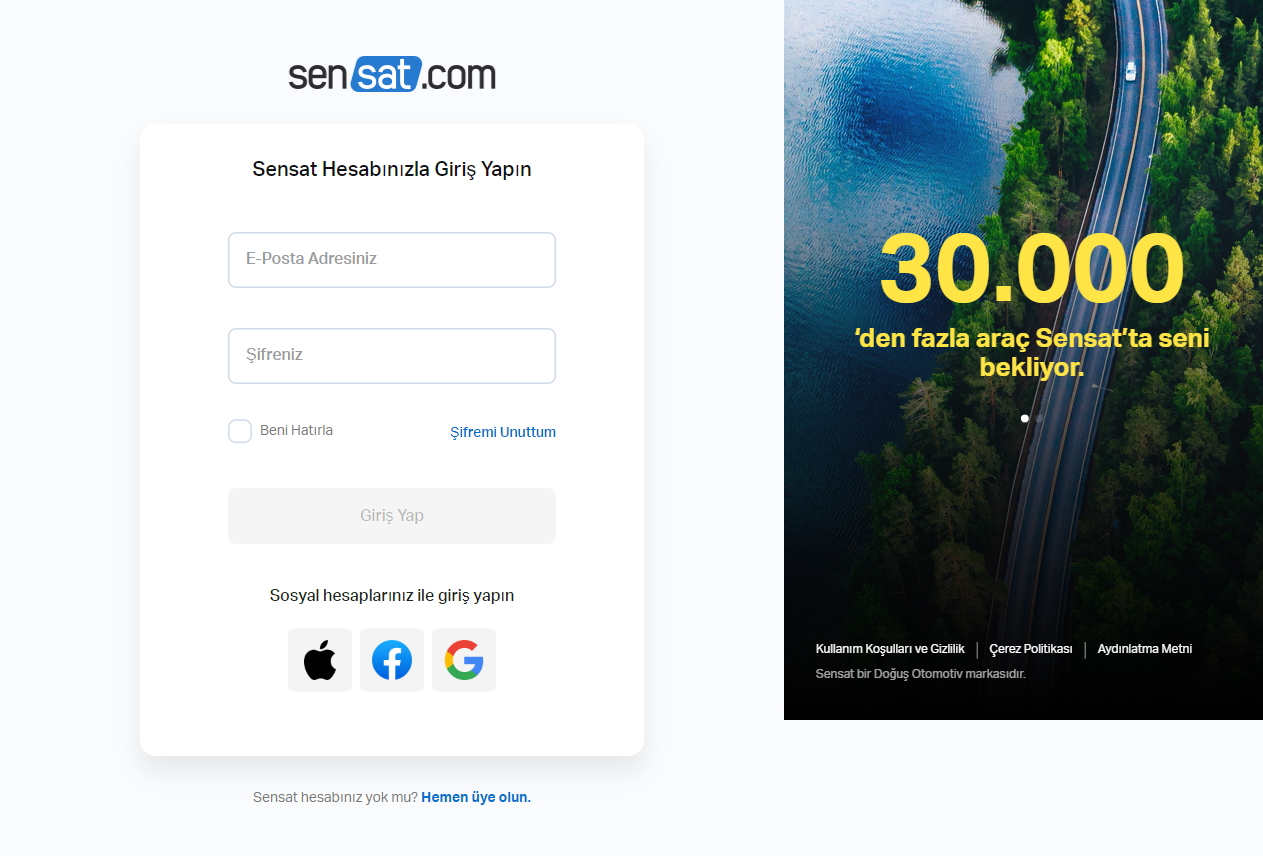 sensat.com
Sensat Hesabınızla Giriş Yapın
E-Posta Adresiniz
Şifreniz
Beni Hatırla
Şifremi Unuttum
Giriş Yap
Sosyal hesaplarınız ile giriş yapın
Sensat hesabınız yok mu? Hemen üye olun.
30.000
‘den fazla araç Sensat’ta seni
bekliyor.
Kullanım Koşulları ve Gizlilik | Çerez Politikası | Aydınlatma Metni
Sensat bir Doğuş Otomotiv markasıdır.